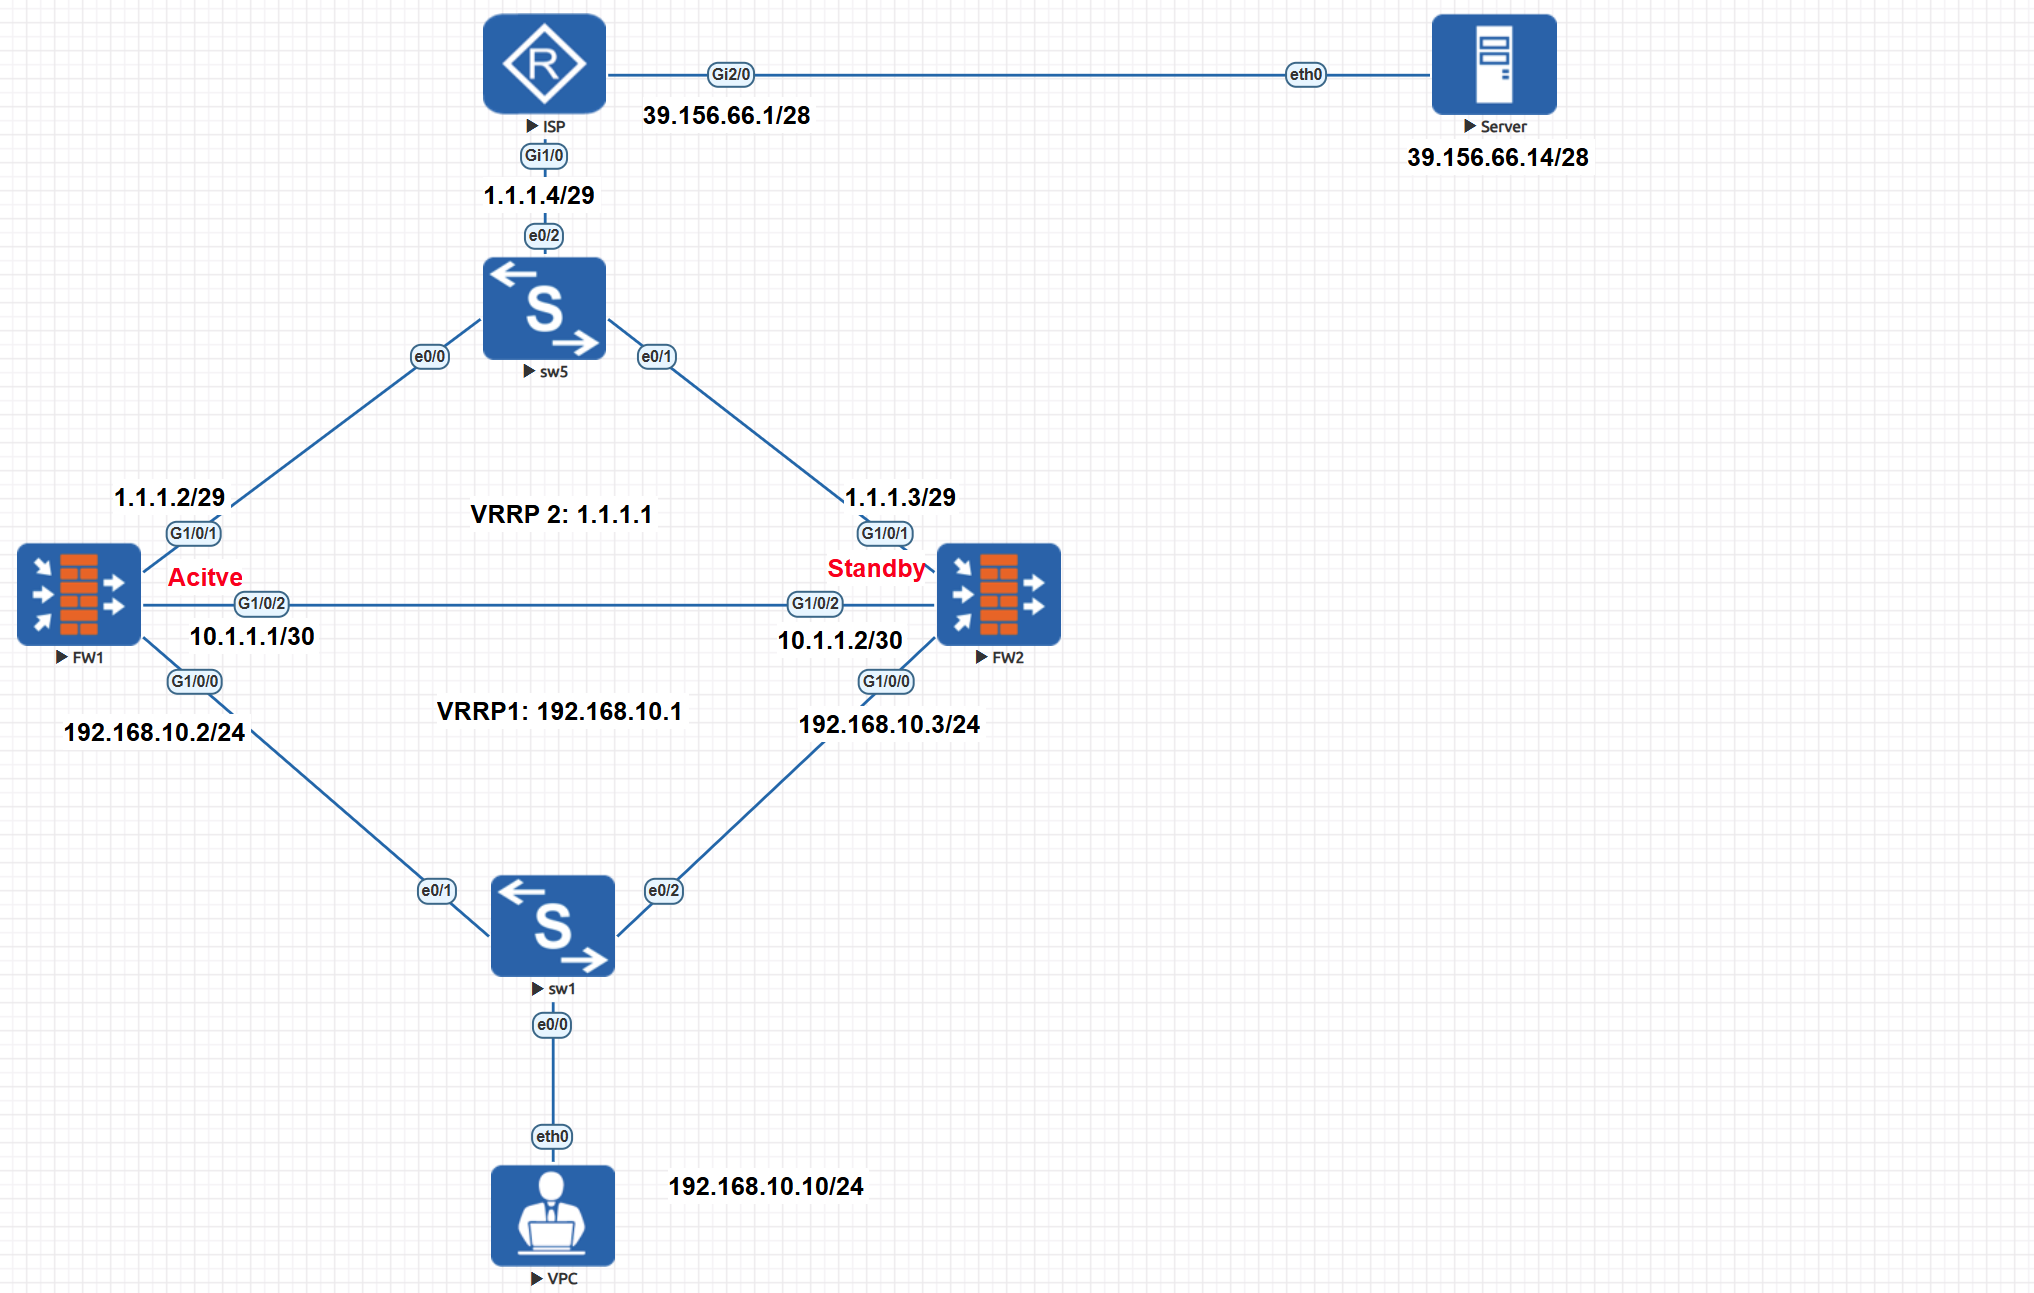 R
Gi2/0
eth0
39.156.66.1/28
ISP
Server
Gi1/0
39.156.66.14/28
1.1.1.4/29
e0/2
S
e0/0
e0/1
sw5
1.1.1.2/29
VRRP 2: 1.1.1.1
1.1.1.3/29
G1/0/1
G1/0/1
Acitve
Standby
G1/0/2
G1/0/2
10.1.1.1/30
10.1.1.2/30
FW1
FW2
G1/0/0
G1/0/0
192.168.10.2/24
VRRP1: 192.168.10.1
192.168.10.3/24
e0/1
e0/2
S
sw1
e0/0
eth0
192.168.10.10/24
VPC